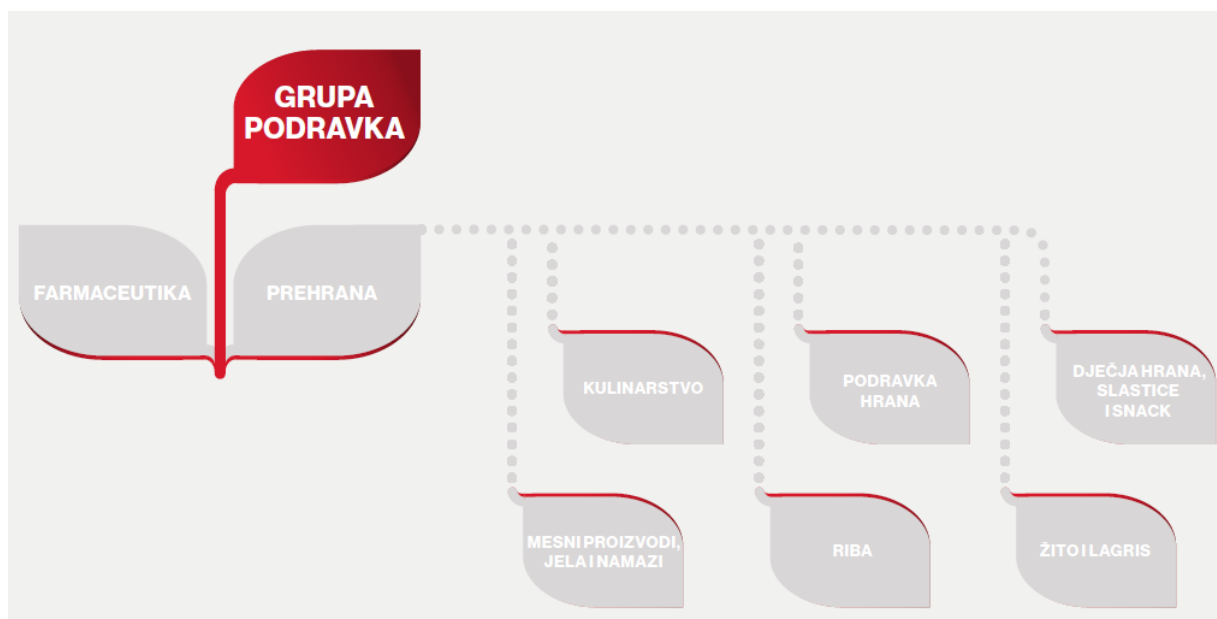 GRUPA
PODRAVKA
FARMACEUTIKA
PREHRANA
KULINARSTVO
PODRAVKA
HRANA
DJEČJA HRANA,
SLASTICE
I SNACK
MESNI PROIZVODI,
JELA I NAMAZI
RIBA
ŽITO I LAGRIS